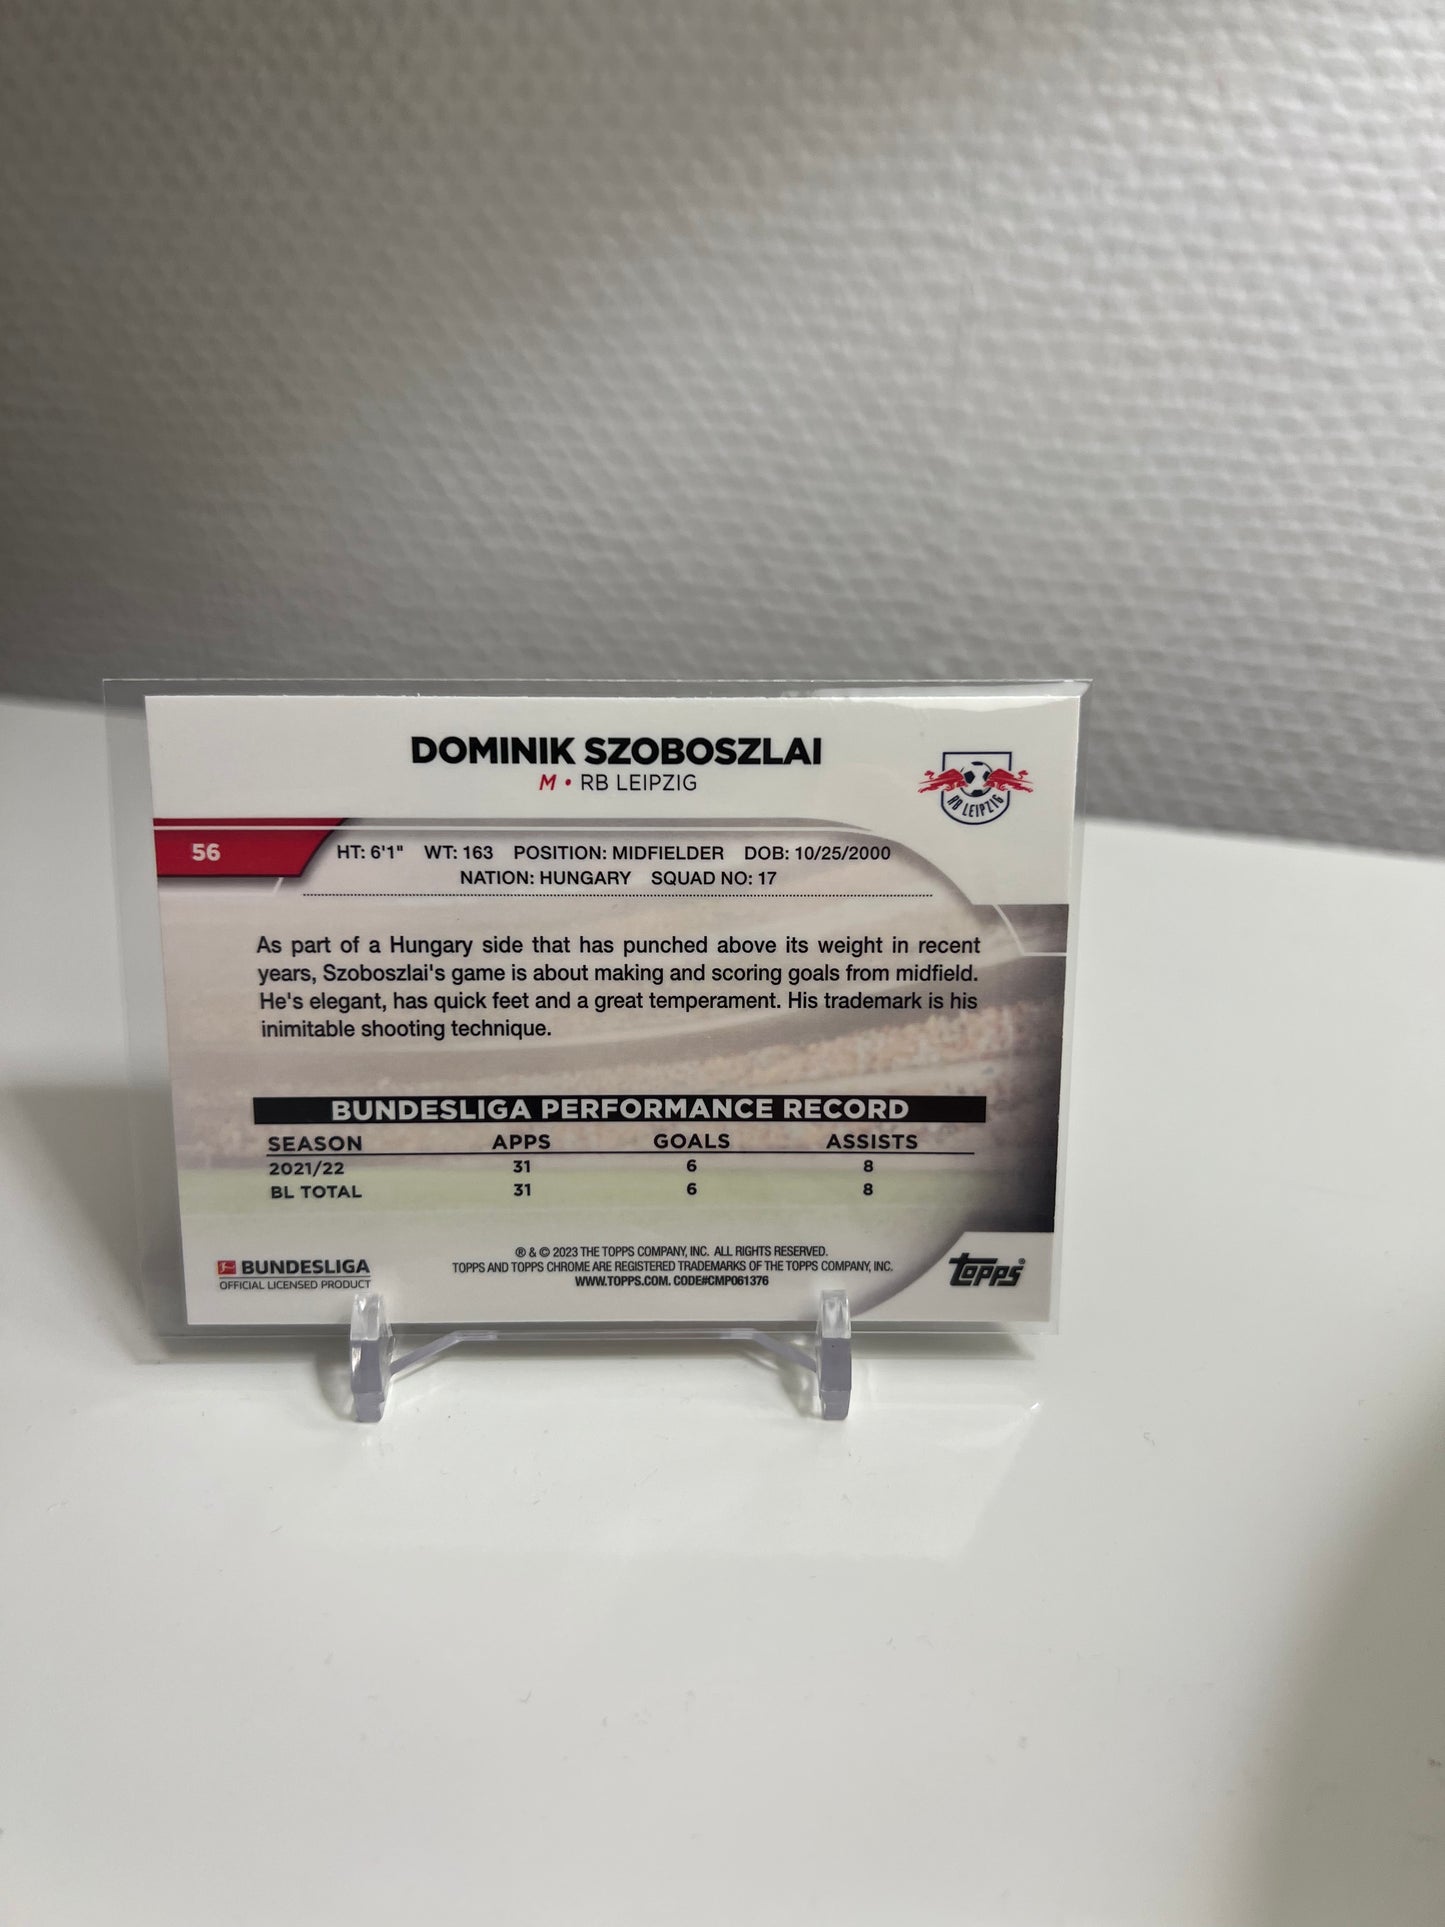 DOMINIK SZOBOSZLAI
M • RB LEIPZIG
RB LEIPZIG
56
HT: 6'1" WT: 163 POSITION: MIDFIELDER DOB: 10/25/2000
NATION: HUNGARY SQUAD NO: 17
As part of a Hungary side that has punched above its weight in recent
years, Szoboszlai's game is about making and scoring goals from midfield.
He's elegant, has quick feet and a great temperament. His trademark is his
inimitable shooting technique.
BUNDESLIGA PERFORMANCE RECORD
SEASON APPS GOALS ASSISTS
2021/22 31 6 8
BL TOTAL 31 6 8
BUNDESLIGA
OFFICIAL LICENSED PRODUCT
® & © 2023 THE TOPPS COMPANY, INC. ALL RIGHTS RESERVED.
TOPPS AND TOPPS CHROME ARE REGISTERED TRADEMARKS OF THE TOPPS COMPANY, INC.
WWW.TOPPS.COM. CODE#CMP061376
topps®